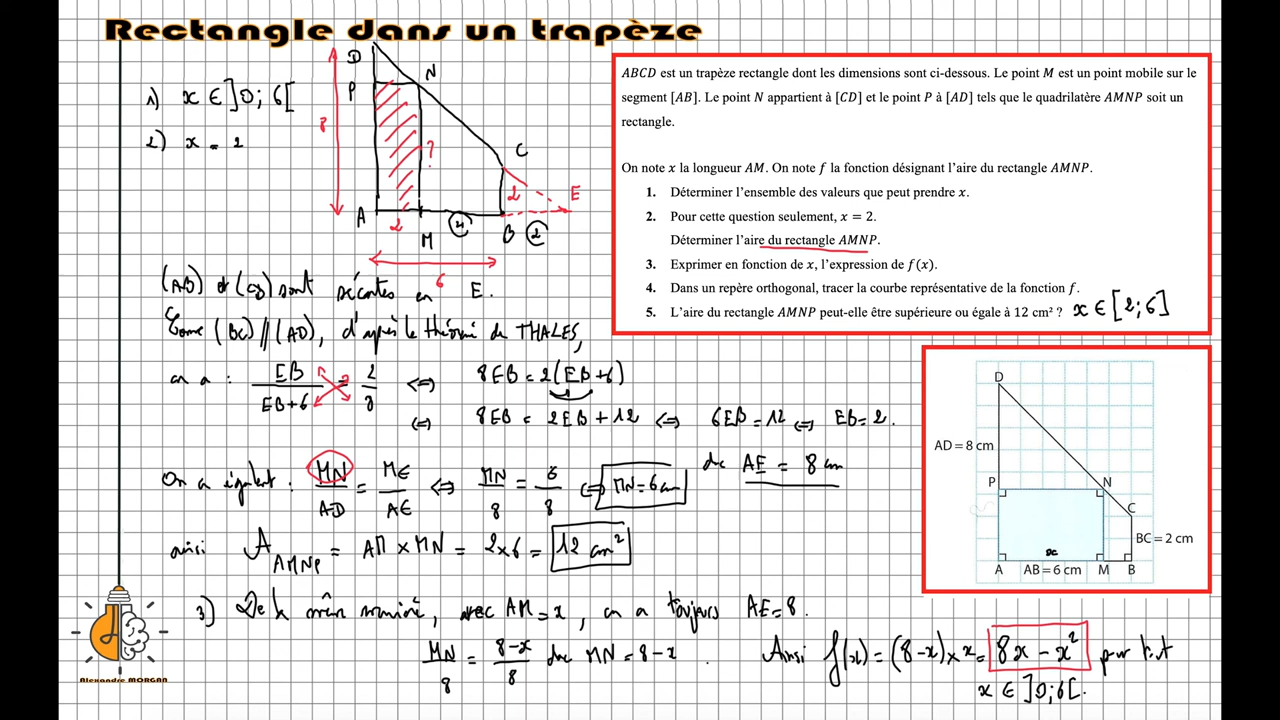 Rectangle dans un trapèze
ABCD est un trapèze rectangle dont les dimensions sont ci-dessous. Le point M est un point mobile sur le
segment [AB]. Le point N appartient à [CD] et le point P à [AD] tels que le quadrilatère AMNP soit un
rectangle.
On note x la longueur AM. On note f la fonction désignant l'aire du rectangle AMNP.
1. Déterminer l'ensemble des valeurs que peut prendre x.
2. Pour cette question seulement, x = 2.
Déterminer l'aire du rectangle AMNP.
3. Exprimer en fonction de x, l'expression de f(x).
4. Dans un repère orthogonal, tracer la courbe représentative de la fonction f.
5. L'aire du rectangle AMNP peut-elle être supérieure ou égale à 12 cm² ? x ∈ [2;6]
1) x ∈ ]0;6[
2) x = 2
D
N
P
8
?
C
2
E
A
2
M
4
B
2
6
(AB) et (CD) sont sécantes en E.
Comme (BC)//(AD), d'après le théorème de THALES,
on a : EB/EB+6 = 2/8 ⇔ 8EB = 2(EB+6)
⇔ 8EB = 2EB+12 ⇔ 6EB=12 ⇔ EB=2.
donc AE = 8 cm
On a également : MN/AD = ME/AE ⇔ MN/8 = 6/8 ⇔ MN=6cm
ainsi A AMNP = AM × MN = 2×6 = 12 cm²
3) De la même manière, avec AM=x, on a toujours AE=8.
MN/8 = 8-x/8 donc MN=8-x. Ainsi f(x) = (8-x)×x = 8x-x² pour tout
x ∈ ]0;6[.
D
AD = 8 cm
P
N
C
BC = 2 cm
x
A
AB = 6 cm
M
B
Alexandre MORGAN